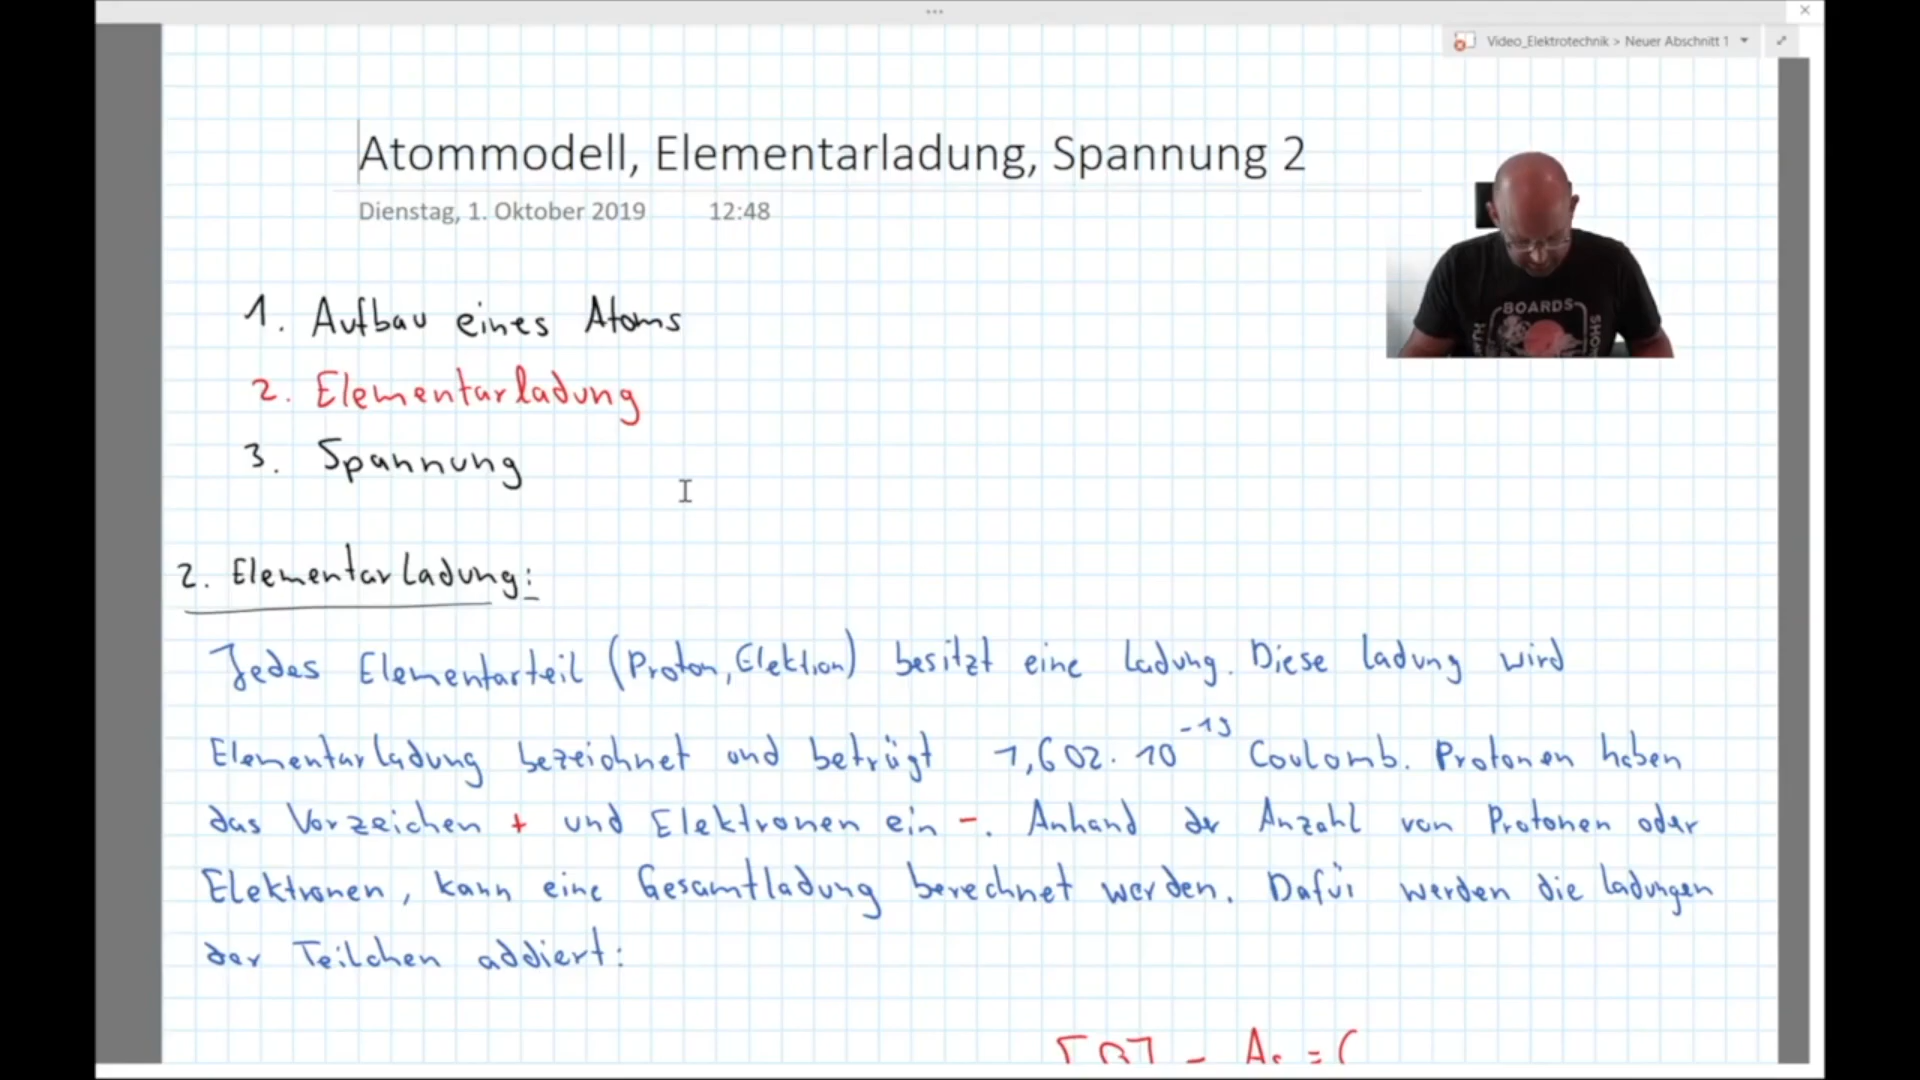 Video_Elektrotechnik > Neuer Abschnitt 1
Atommodell, Elementarladung, Spannung 2
Dienstag, 1. Oktober 2019 12:48
BOARDS
1. Aufbau eines Atoms
2. Elementarladung
3. Spannung
2. Elementarladung:
Jedes Elementarteil (Proton, Elektron) besitzt eine Ladung. Diese Ladung wird
Elementarladung bezeichnet und beträgt 1,602 · 10⁻¹⁹ Coulomb. Protonen haben
das Vorzeichen + und Elektronen ein -. Anhand der Anzahl von Protonen oder
Elektronen, kann eine Gesamtladung berechnet werden. Dafür werden die Ladungen
der Teilchen addiert: